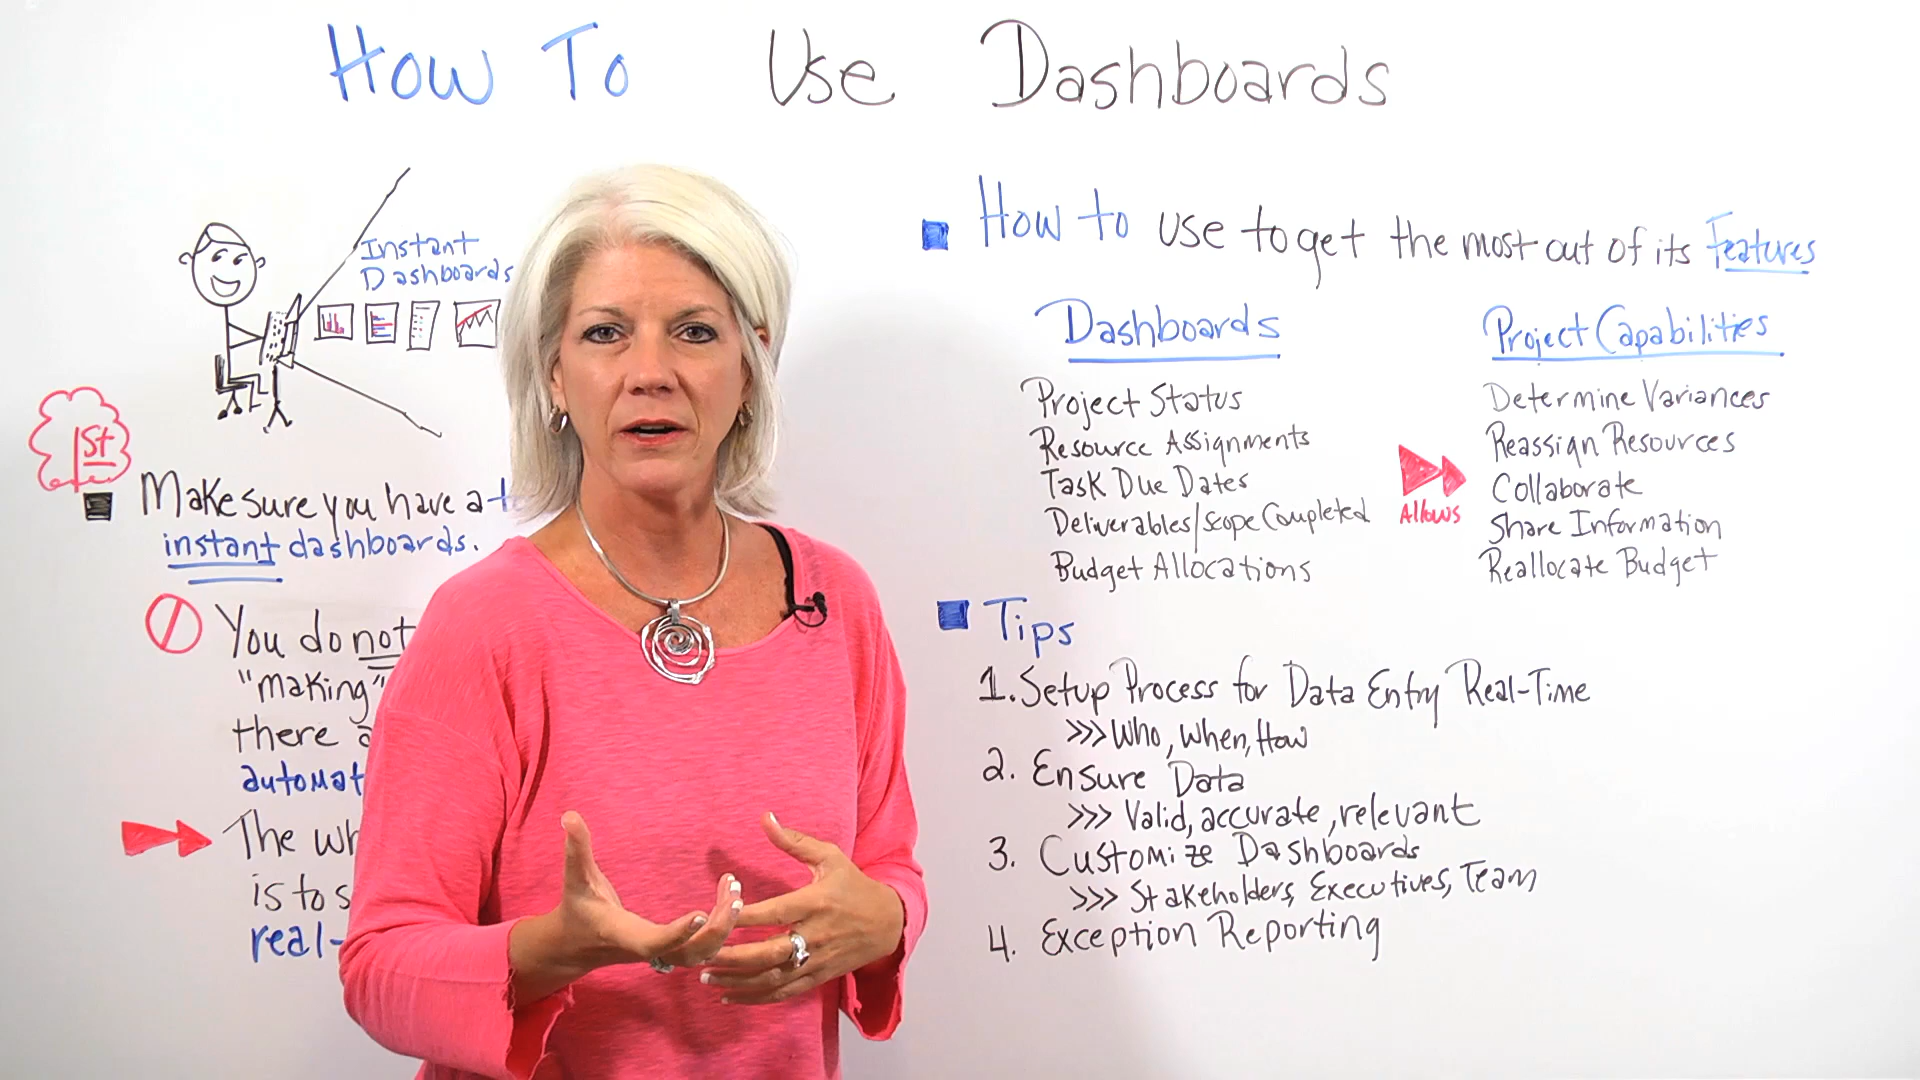 How To Use Dashboards
Instant
Dashboards
1st
Make sure you have a
instant dashboards.
You do not
"making"
there
The
is to
real-
How to use to get the most out of its Features
Dashboards
Project Status
Resource Assignments
Task Due Dates
Deliverables/Scope Completed
Budget Allocations
Allows
Project Capabilities
Determine Variances
Reassign Resources
Collaborate
Share Information
Reallocate Budget
Tips
1. Setup Process for Data Entry Real-Time
>>> Who, When, How
2. Ensure Data
>>> Valid, accurate, relevant
3. Customize Dashboards
>>> Stakeholders, Executives, Team
4. Exception Reporting